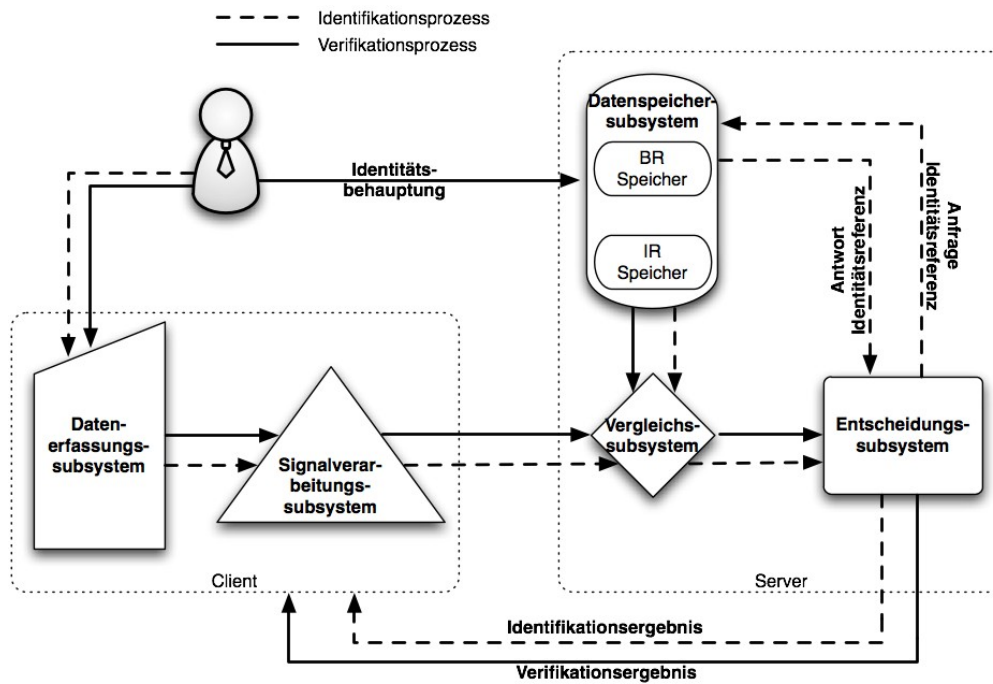 Identifikationsprozess
Verifikationsprozess
Datenspeicher-
subsystem
BR
Speicher
IR
Speicher
Identitäts-
behauptung
Antwort
Identitätsreferenz
Anfrage
Identitätsreferenz
Daten-
erfassungs-
subsystem
Signalverar-
beitungs-
subsystem
Vergleichs-
subsystem
Entscheidungs-
subsystem
Client
Server
Identifikationsergebnis
Verifikationsergebnis